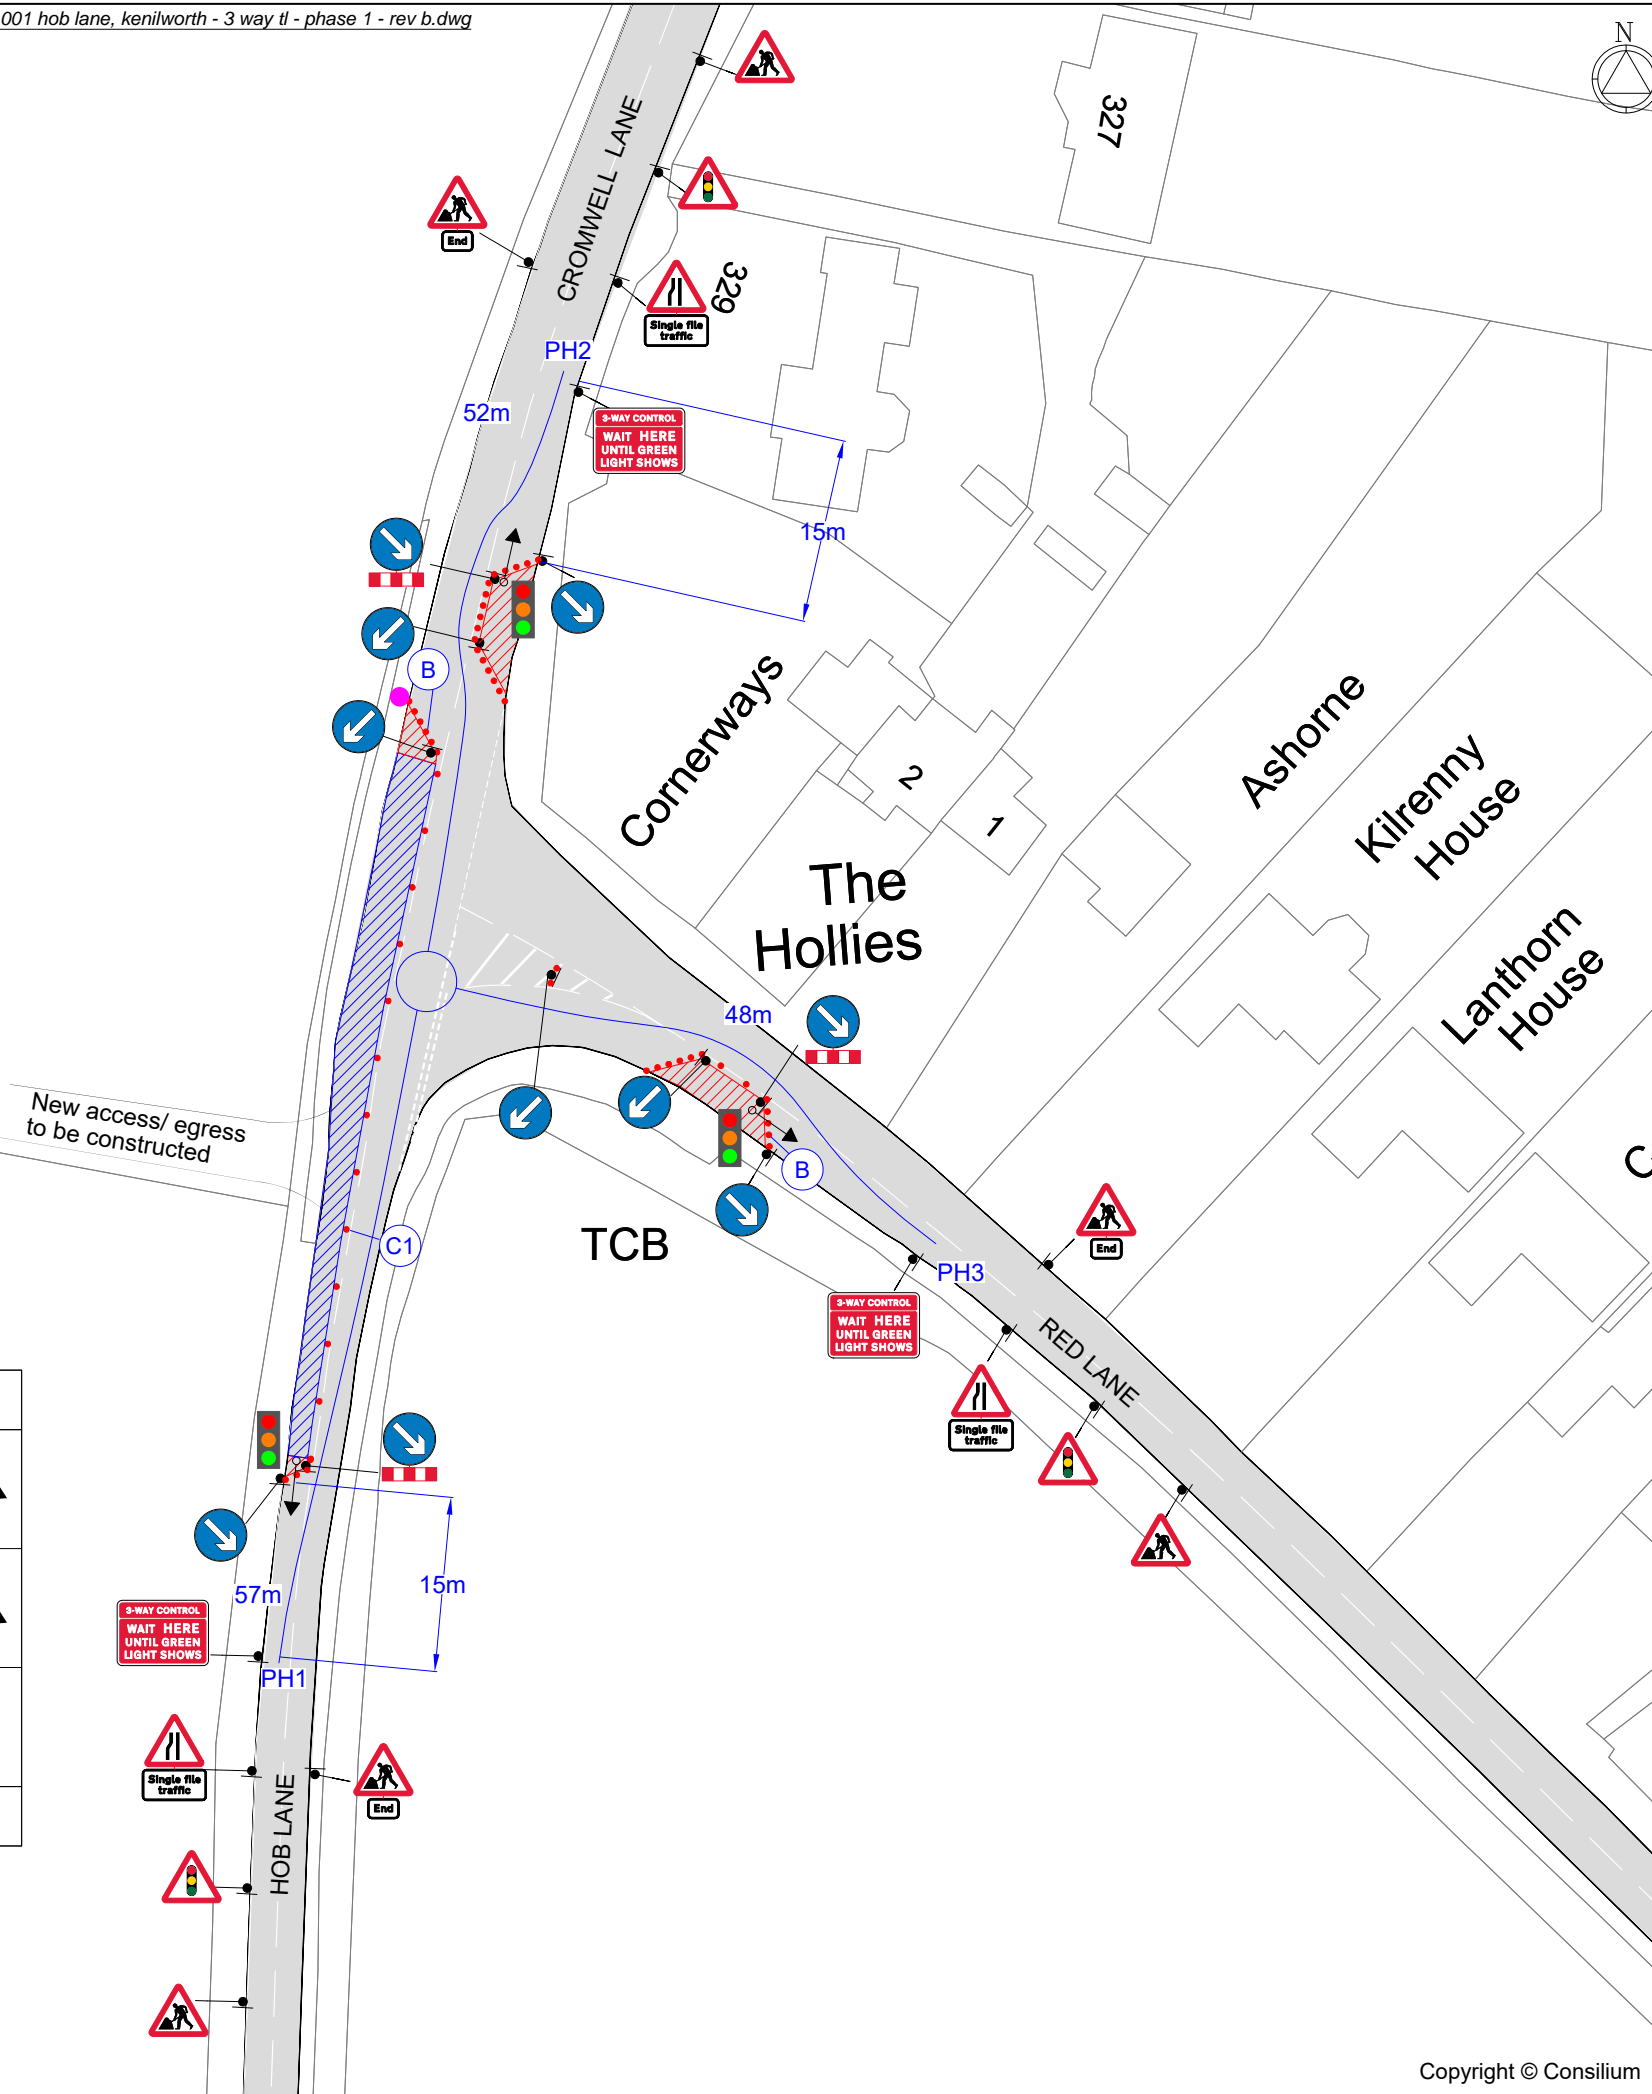 001 hob lane, kenilworth - 3 way tl - phase 1 - rev b.dwg
N
327
CROMWELL LANE
End
329
Single file
traffic
PH2
52m
3-WAY CONTROL
WAIT HERE
UNTIL GREEN
LIGHT SHOWS
15m
B
Cornerways
2
1
Ashorne
Kilrenny
House
The
Hollies
Lanthorn
House
48m
New access/ egress
to be constructed
B
C1
TCB
End
PH3
3-WAY CONTROL
WAIT HERE
UNTIL GREEN
LIGHT SHOWS
RED LANE
Single file
traffic
57m
15m
3-WAY CONTROL
WAIT HERE
UNTIL GREEN
LIGHT SHOWS
PH1
Single file
traffic
End
HOB LANE
Copyright © Consilium